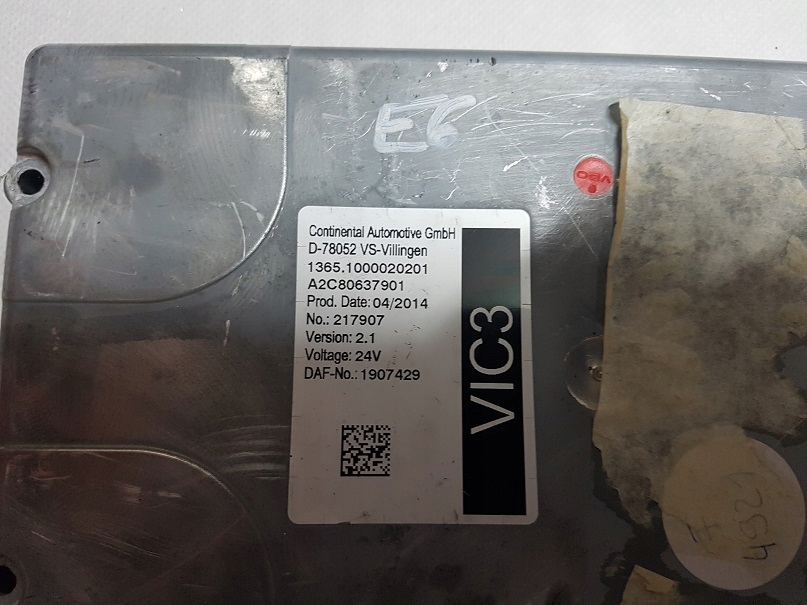 E6
VBO
Continental Automotive GmbH
D-78052 VS-Villingen
1365.1000020201
A2C80637901
Prod. Date: 04/2014
No.: 217907
Version: 2.1
Voltage: 24V
DAF-No.: 1907429
VIC3